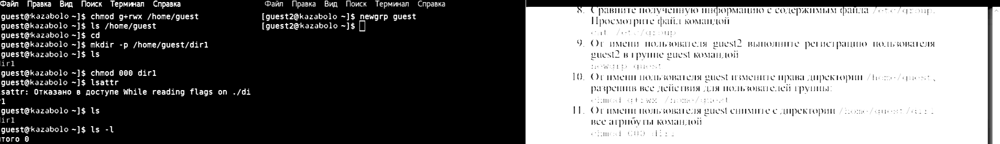 Файл Правка Вид Поиск Терминал Справка
guest@kazabolo ~]$ chmod g+rwx /home/guest
guest@kazabolo ~]$ ls /home/guest
guest@kazabolo ~]$ cd
guest@kazabolo ~]$ mkdir -p /home/guest/dir1
guest@kazabolo ~]$ ls
dir1
guest@kazabolo ~]$ chmod 000 dir1
guest@kazabolo ~]$ lsattr
lsattr: Отказано в доступе While reading flags on ./di
r1
guest@kazabolo ~]$ ls
dir1
guest@kazabolo ~]$ ls -l
итого 0
Файл Правка Вид Поиск Терминал Справка
[guest2@kazabolo ~]$ newgrp guest
[guest2@kazabolo ~]$
8. Сравните полученную информацию с содержимым файла /etc/group.
Просмотрите файл командой
cat /etc/group
9. От имени пользователя guest2 выполните регистрацию пользователя
guest2 в группе guest командой
newgrp guest
10. От имени пользователя guest измените права директории /home/guest,
разрешив все действия для пользователей группы:
chmod g+rwx /home/guest
11. От имени пользователя guest снимите с директории /home/guest/dir1
все атрибуты командой
chmod 000 dir1